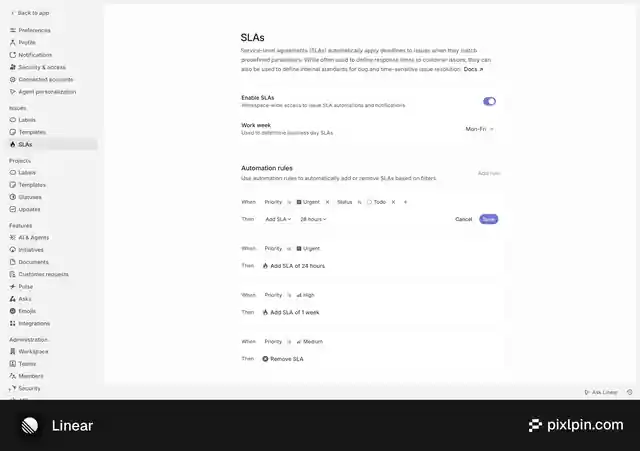 Back to app
Preferences
Profile
Notifications
Security & access
Connected accounts
Agent personalization
Issues
Labels
Templates
SLAs
Projects
Labels
Templates
Statuses
Updates
Features
AI & Agents
Initiatives
Documents
Customer requests
Pulse
Asks
Emojis
Integrations
Administration
Workspace
Teams
Members
Security
SLAs
Service-level agreements (SLAs) automatically apply deadlines to issues when they match
predefined parameters. While often used to define response times to customer issues, they can
also be used to define internal standards for bug and time-sensitive issue resolution. Docs ↗
Enable SLAs
Workspace-wide access to issue SLA automations and notifications
Work week
Used to determine business day SLAs
Mon-Fri
Automation rules
Use automation rules to automatically add or remove SLAs based on filters.
Add rule
When Priority is Urgent × Status is Todo × +
Then Add SLA 28 hours Cancel Save
When Priority is Urgent
Then Add SLA of 24 hours
When Priority is High
Then Add SLA of 1 week
When Priority is Medium
Then Remove SLA
Ask Linear
Linear
pixlpin.com